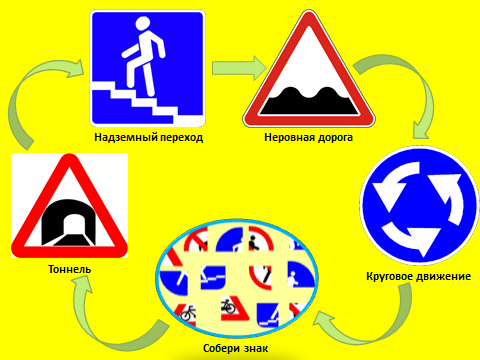 Надземный переход
Неровная дорога
Тоннель
Круговое движение
Собери знак